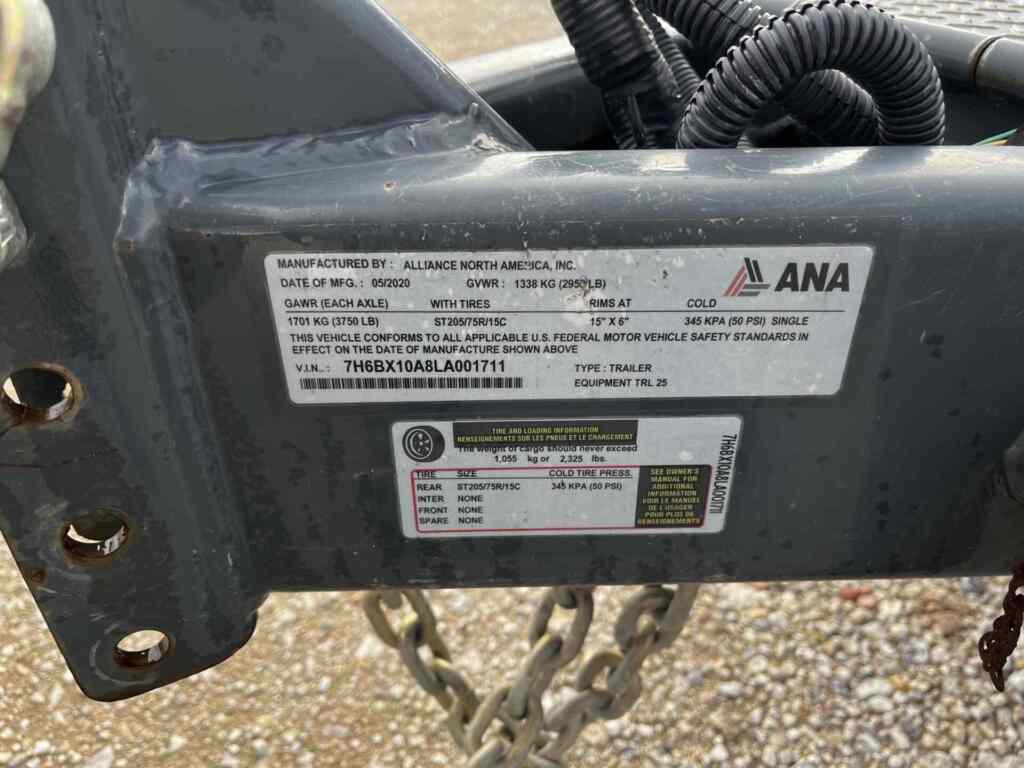 MANUFACTURED BY : ALLIANCE NORTH AMERICA, INC.
DATE OF MFG. : 05/2020 GVWR : 1338 KG (2950 LB)
ANA
GAWR (EACH AXLE) WITH TIRES RIMS AT COLD
1701 KG (3750 LB) ST205/75R/15C 15" X 6" 345 KPA (50 PSI) SINGLE
THIS VEHICLE CONFORMS TO ALL APPLICABLE U.S. FEDERAL MOTOR VEHICLE SAFETY STANDARDS IN
EFFECT ON THE DATE OF MANUFACTURE SHOWN ABOVE
V.I.N.. : 7H6BX10A8LA001711 TYPE : TRAILER
EQUIPMENT TRL 25
TIRE AND LOADING INFORMATION
RENSEIGNEMENTS SUR LES PNEUS ET LE CHARGEMENT
The weight of cargo should never exceed
1,055 kg or 2,325 lbs.
TIRE SIZE COLD TIRE PRESS.
REAR ST205/75R/15C 345 KPA (50 PSI)
INTER NONE
FRONT NONE
SPARE NONE
SEE OWNER'S
MANUAL FOR
ADDITIONAL
INFORMATION
VOIR LE MANUEL
DE L'USAGER
POUR PLUS DE
RENSEIGNEMENTS
7H6BX10A8LA001711